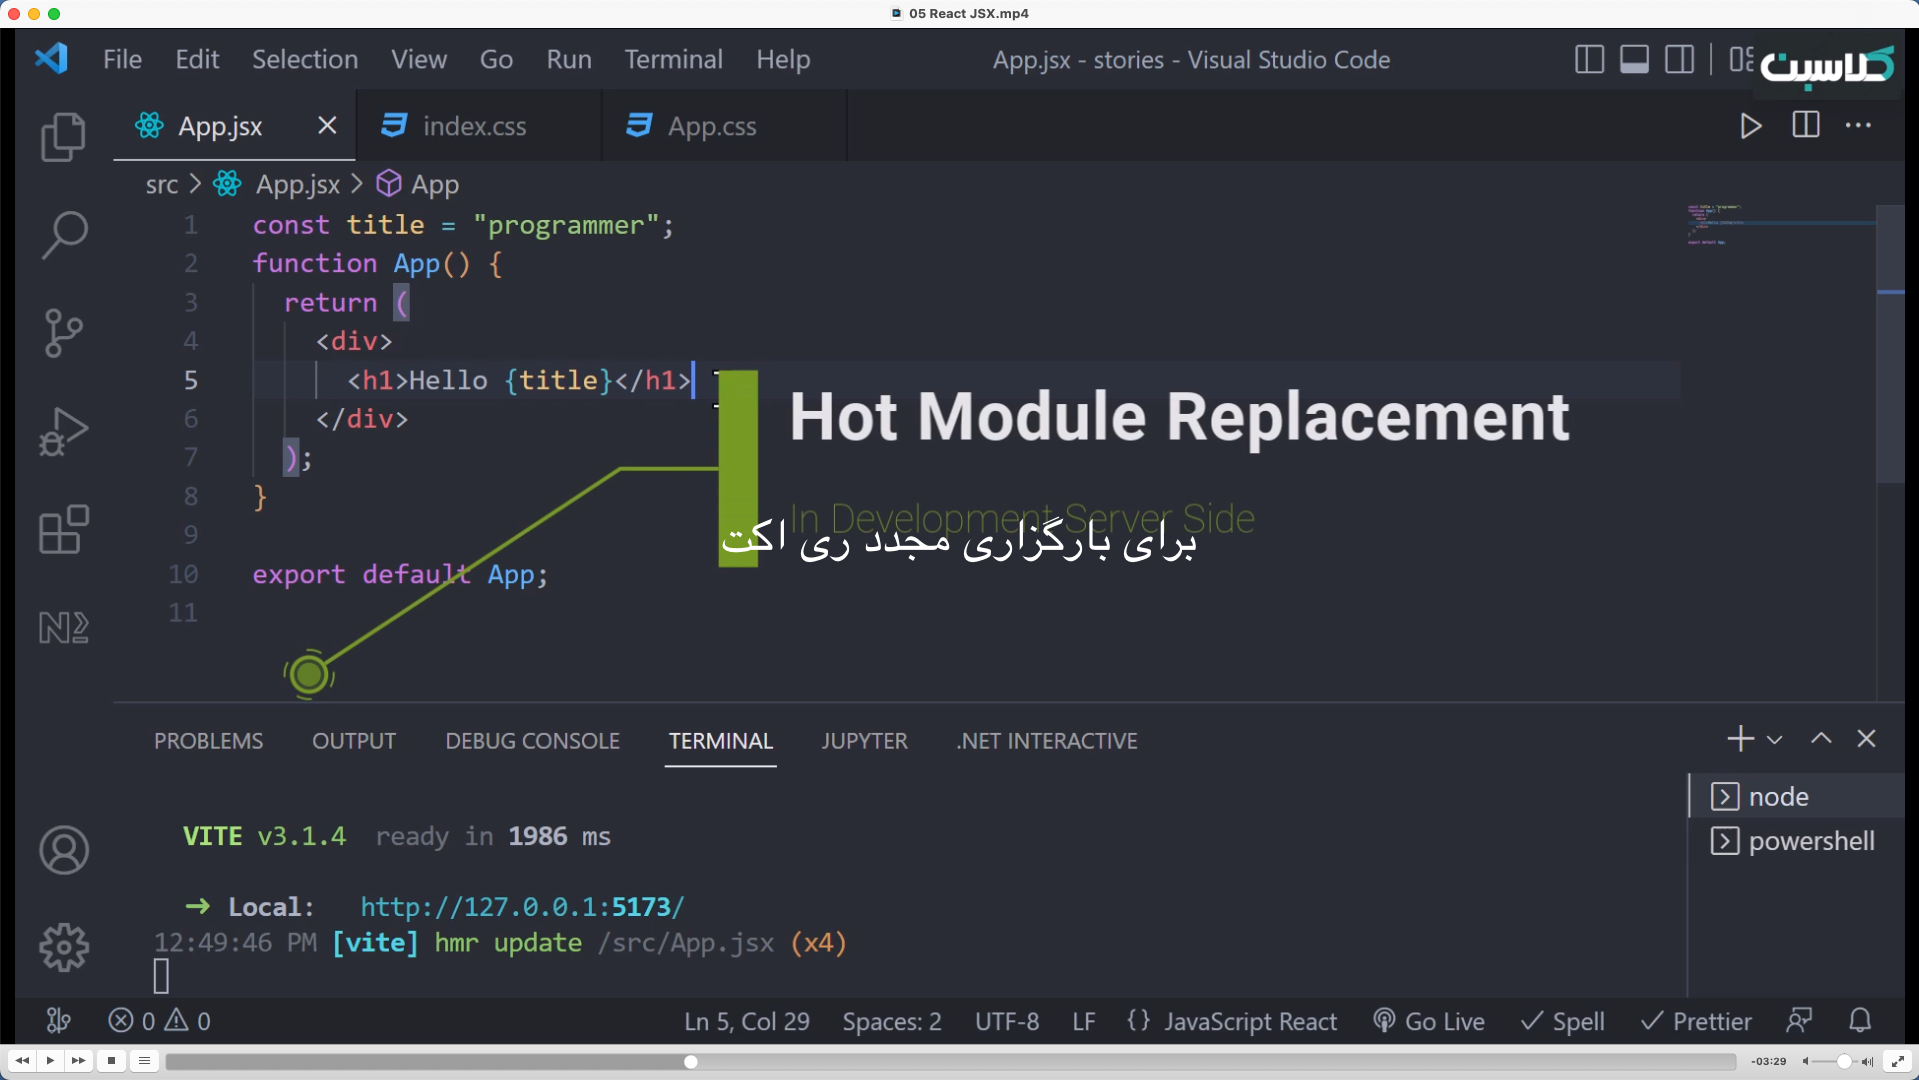 05 React JSX.mp4
File Edit Selection View Go Run Terminal Help
App.jsx - stories - Visual Studio Code
کلاسبت
App.jsx
index.css
App.css
src > App.jsx > App
1 const title = "programmer";
2 function App() {
3 return (
4 <div>
5 <h1>Hello {title}</h1>
6 </div>
7 );
8 }
9
10 export default App;
11
Hot Module Replacement
In Development Server Side
برای بارگزاری مجدد ری اکت
PROBLEMS OUTPUT DEBUG CONSOLE TERMINAL JUPYTER .NET INTERACTIVE
node
powershell
VITE v3.1.4 ready in 1986 ms
➜ Local: http://127.0.0.1:5173/
12:49:46 PM [vite] hmr update /src/App.jsx (x4)
0 0
Ln 5, Col 29 Spaces: 2 UTF-8 LF {} JavaScript React Go Live Spell Prettier
-03:29